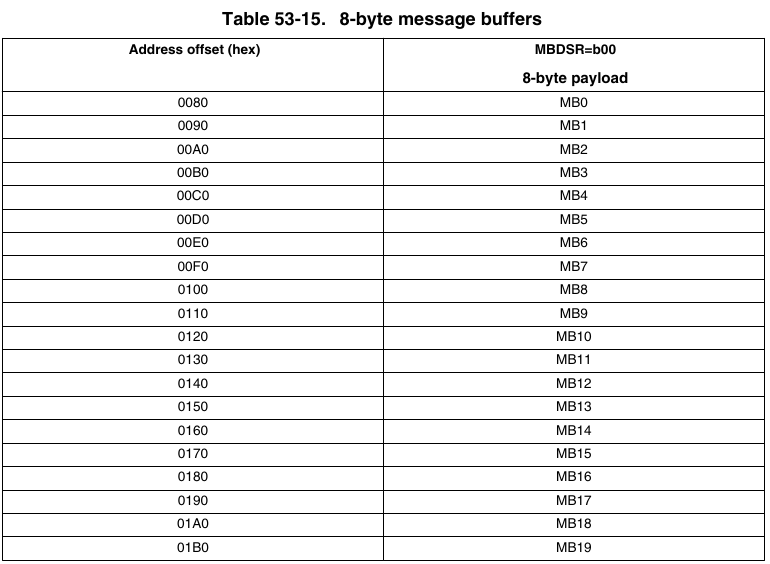 Table 53-15. 8-byte message buffers
Address offset (hex) MBDSR=b00
8-byte payload
0080 MB0
0090 MB1
00A0 MB2
00B0 MB3
00C0 MB4
00D0 MB5
00E0 MB6
00F0 MB7
0100 MB8
0110 MB9
0120 MB10
0130 MB11
0140 MB12
0150 MB13
0160 MB14
0170 MB15
0180 MB16
0190 MB17
01A0 MB18
01B0 MB19